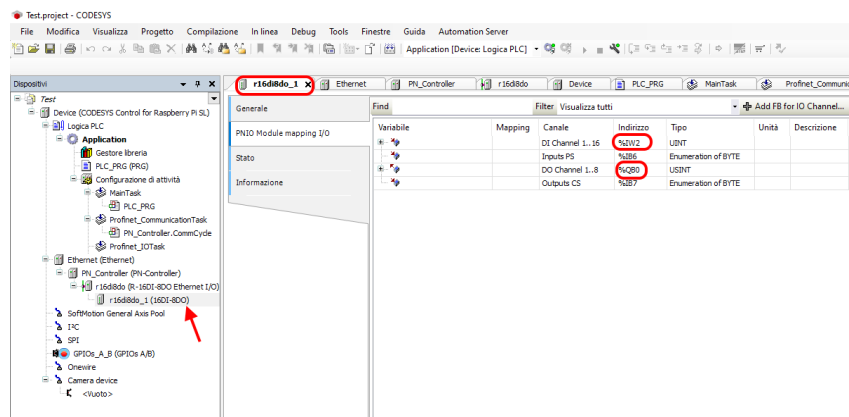 Test.project - CODESYS
File Modifica Visualizza Progetto Compilazione In linea Debug Tools Finestre Guida Automation Server
Application [Device: Logica PLC]
Dispositivi
r16di8do_1 Ethernet PN_Controller r16di8do Device PLC_PRG MainTask Profinet_Communic
Test
Device (CODESYS Control for Raspberry Pi SL)
Logica PLC
Application
Gestore libreria
PLC_PRG (PRG)
Configurazione di attività
MainTask
PLC_PRG
Profinet_CommunicationTask
PN_Controller.CommCycle
Profinet_IOTask
Ethernet (Ethernet)
PN_Controller (PN-Controller)
r16di8do (R-16DI-8DO Ethernet I/O)
r16di8do_1 (16DI-8DO)
SoftMotion General Axis Pool
I²C
SPI
GPIOs_A_B (GPIOs A/B)
Onewire
Camera device
<Vuoto>
Generale
PNIO Module mapping I/O
Stato
Informazione
Find Filter Visualizza tutti Add FB for IO Channel...
Variabile Mapping Canale Indirizzo Tipo Unità Descrizione
DI Channel 1..16 %IW2 UINT
Inputs PS %IB6 Enumeration of BYTE
DO Channel 1..8 %QB0 USINT
Outputs CS %IB7 Enumeration of BYTE